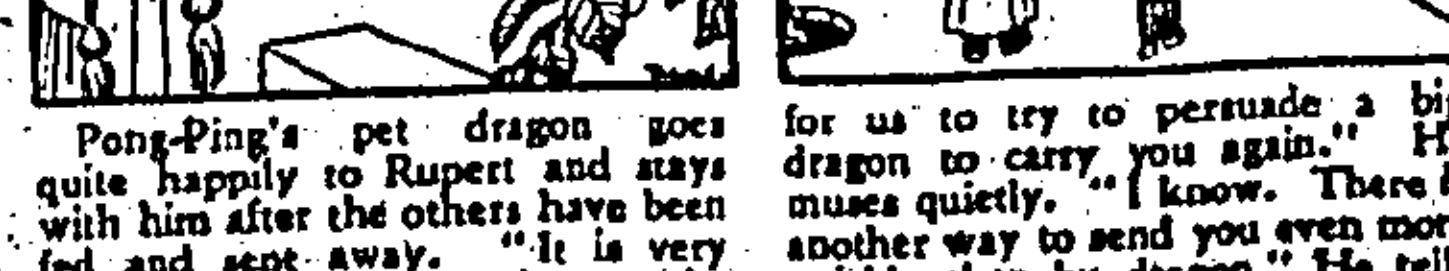 Pong-Ping's pet dragon goes
quite happily to Rupert and stays
with him after the others have been
fed and sent away. "It is very
for us to try to persuade a
dragon to carry you again."
muses quietly. "I know. There
another way to send you even
dragon." He